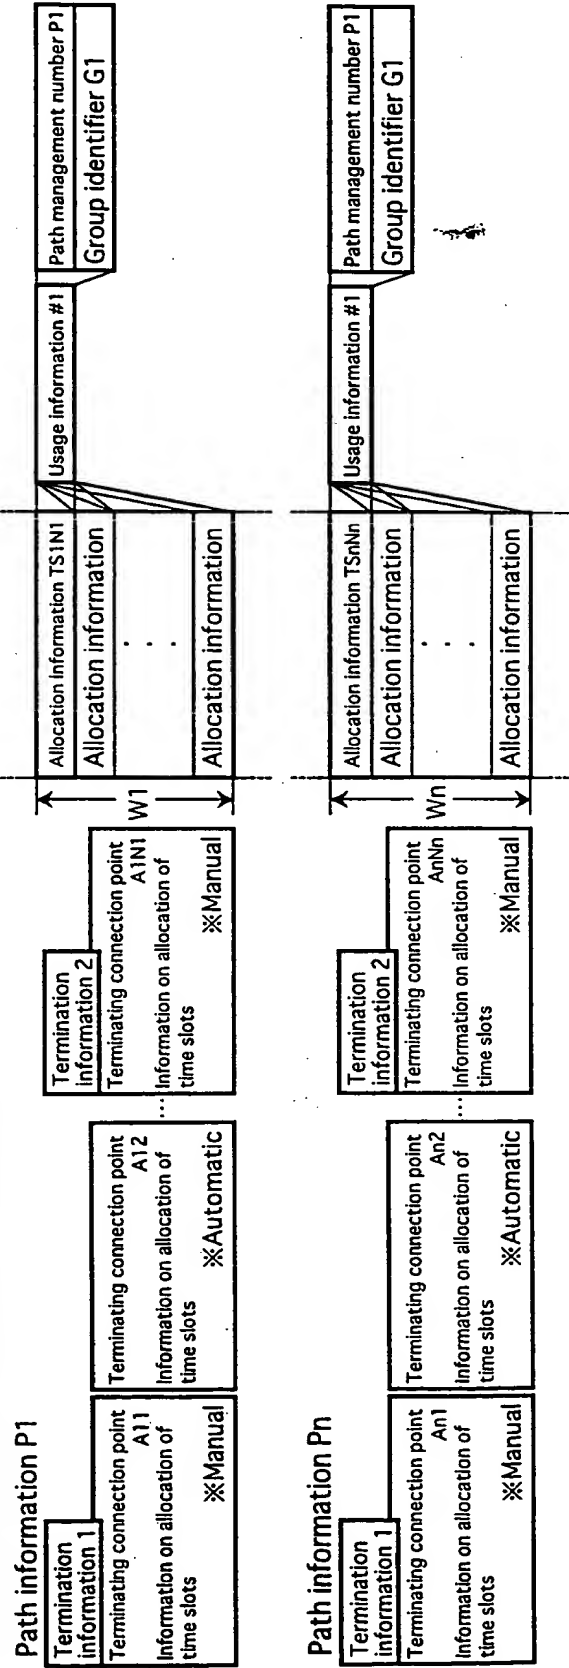 Path information P1
Termination
information 1
Terminating connection point
A11
Information on allocation of
time slots
※Manual
Terminating connection point
A12
Information on allocation of
time slots
※Automatic
...
Termination
information 2
Terminating connection point
A1N1
Information on allocation of
time slots
※Manual
W1
Allocation Information TS1N1
Allocation information
. . .
Allocation information
Usage information #1
Path management number P1
Group identifier G1
Path information Pn
Termination
information 1
Terminating connection point
An1
Information on allocation of
time slots
※Manual
Terminating connection point
An2
Information on allocation of
time slots
※Automatic
...
Termination
information 2
Terminating connection point
AnNn
Information on allocation of
time slots
※Manual
Wn
Allocation information TSnNn
Allocation information
. . .
Allocation information
Usage information #1
Path management number P1
Group identifier G1